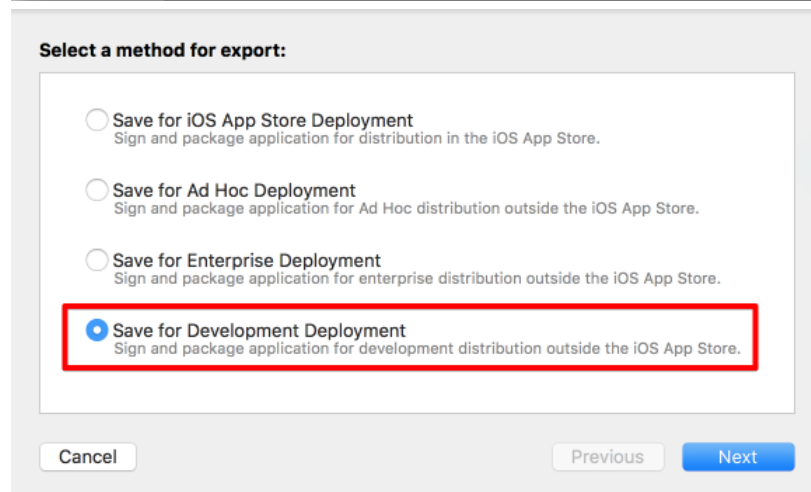 Select a method for export:
Save for iOS App Store Deployment
Sign and package application for distribution in the iOS App Store.
Save for Ad Hoc Deployment
Sign and package application for Ad Hoc distribution outside the iOS App Store.
Save for Enterprise Deployment
Sign and package application for enterprise distribution outside the iOS App Store.
Save for Development Deployment
Sign and package application for development distribution outside the iOS App Store.
Cancel Previous Next